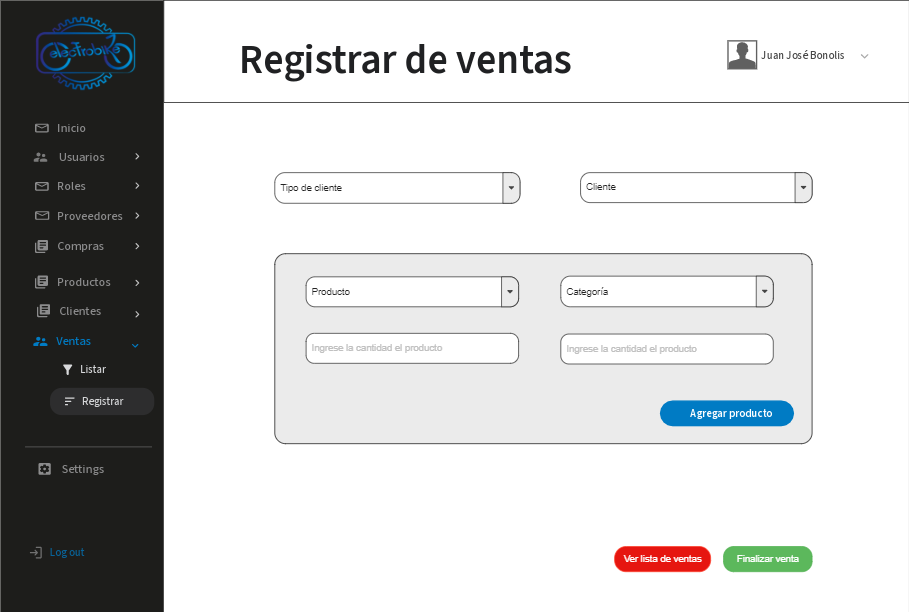 Registrar de ventas
Juan José Bonolis
Inicio
Usuarios
Roles
Proveedores
Compras
Productos
Clientes
Ventas
Listar
Registrar
Settings
Log out
Tipo de cliente
Cliente
Producto
Categoría
Ingrese la cantidad el producto
Ingrese la cantidad el producto
Agregar producto
Ver lista de ventas
Finalizar venta